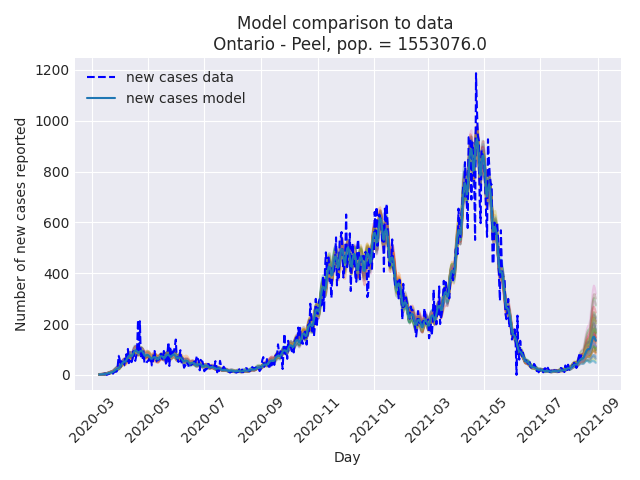 Model comparison to data
Ontario - Peel, pop. = 1553076.0
new cases data
new cases model
Number of new cases reported
1200
1000
800
600
400
200
0
2020-03
2020-05
2020-07
2020-09
2020-11
2021-01
2021-03
2021-05
2021-07
2021-09
Day